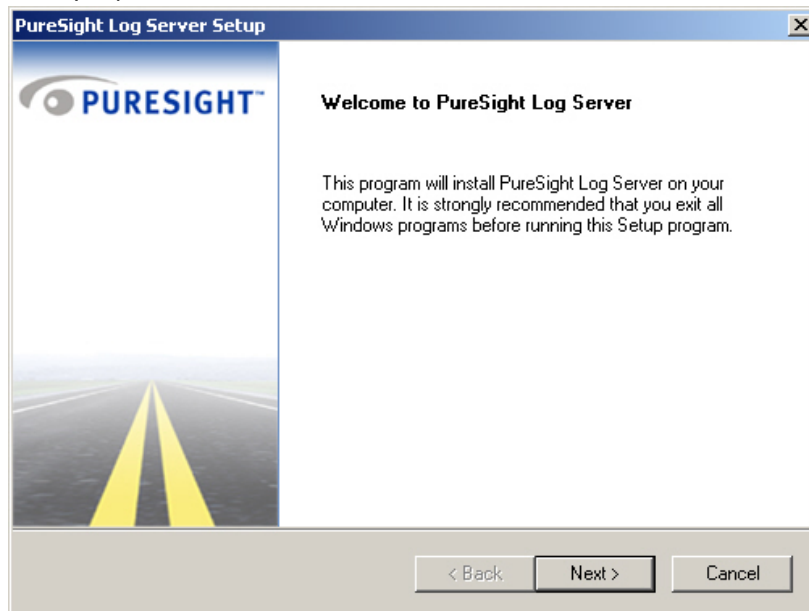 PureSight Log Server Setup
PURESIGHT™
Welcome to PureSight Log Server
This program will install PureSight Log Server on your
computer. It is strongly recommended that you exit all
Windows programs before running this Setup program.
< Back
Next >
Cancel